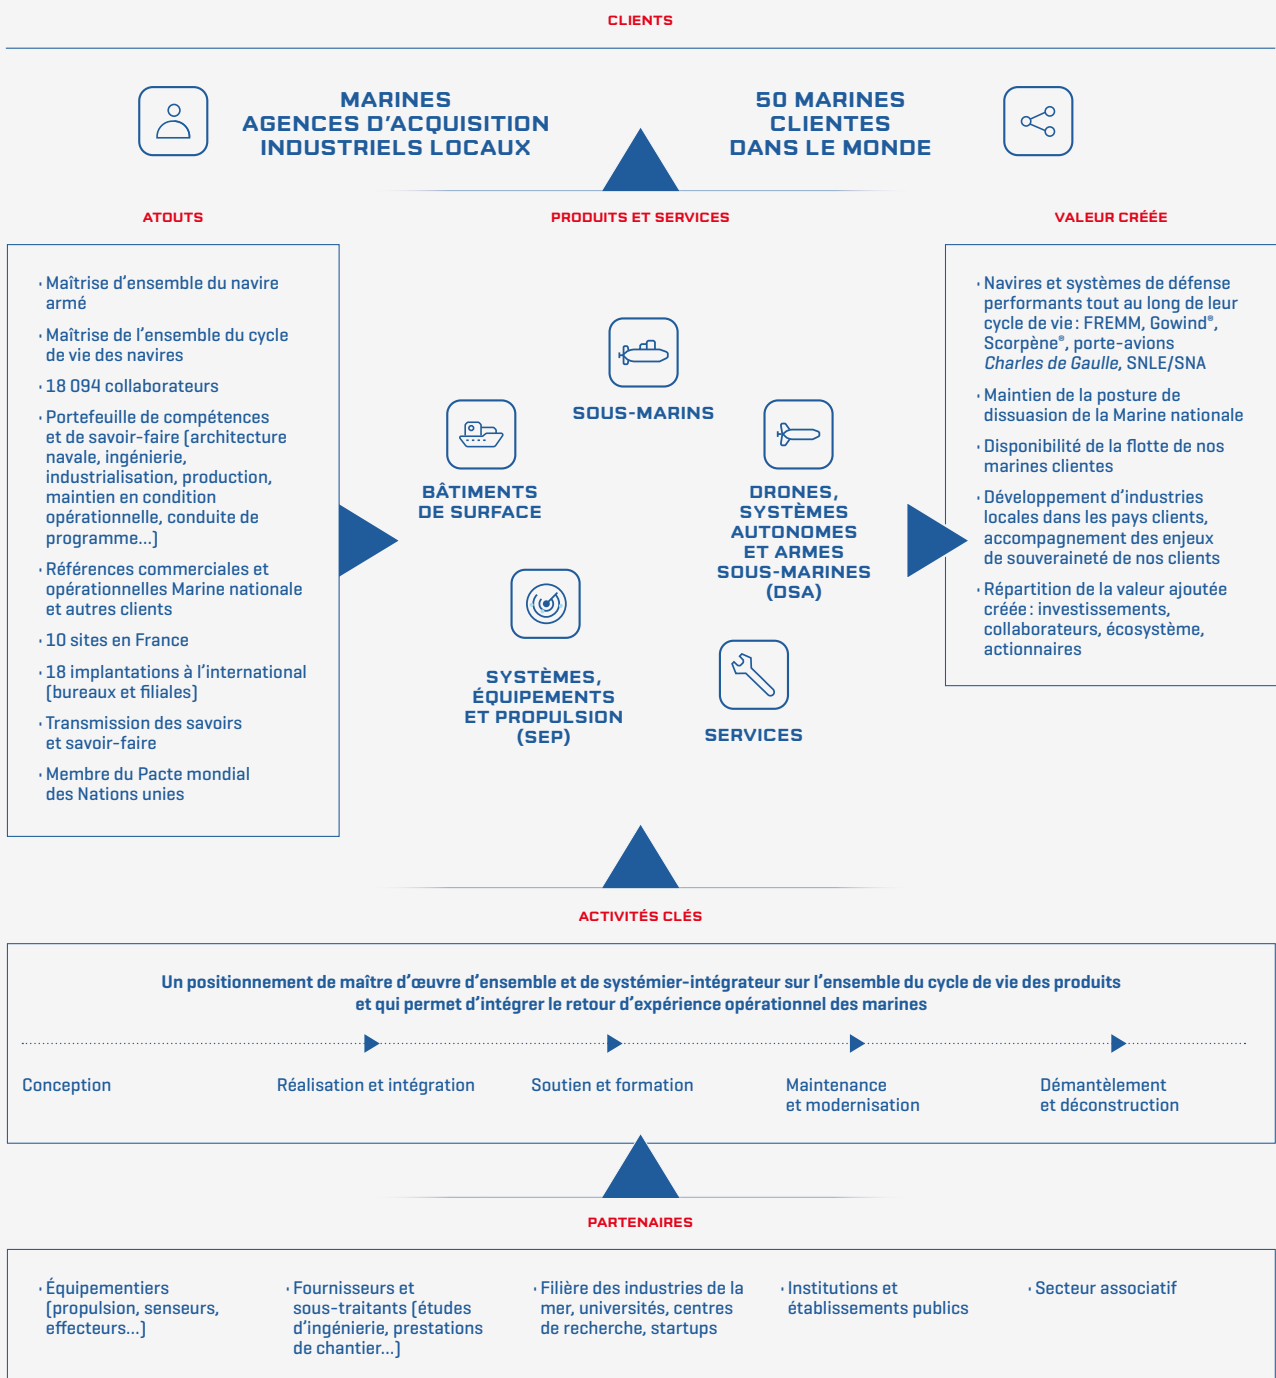 CLIENTS
MARINES
AGENCES D'ACQUISITION
INDUSTRIELS LOCAUX
50 MARINES
CLIENTES
DANS LE MONDE
ATOUTS
· Maîtrise d'ensemble du navire
armé
· Maîtrise de l'ensemble du cycle
de vie des navires
· 18 094 collaborateurs
· Portefeuille de compétences
et de savoir-faire (architecture
navale, ingénierie,
industrialisation, production,
maintien en condition
opérationnelle, conduite de
programme...)
· Références commerciales et
opérationnelles Marine nationale
et autres clients
· 10 sites en France
· 18 implantations à l'international
(bureaux et filiales)
· Transmission des savoirs
et savoir-faire
· Membre du Pacte mondial
des Nations unies
PRODUITS ET SERVICES
SOUS-MARINS
BÂTIMENTS
DE SURFACE
DRONES,
SYSTÈMES
AUTONOMES
ET ARMES
SOUS-MARINES
(DSA)
SYSTÈMES,
ÉQUIPEMENTS
ET PROPULSION
(SEP)
SERVICES
VALEUR CRÉÉE
· Navires et systèmes de défense
performants tout au long de leur
cycle de vie : FREMM, Gowind®,
Scorpène®, porte-avions
Charles de Gaulle, SNLE/SNA
· Maintien de la posture de
dissuasion de la Marine nationale
· Disponibilité de la flotte de nos
marines clientes
· Développement d'industries
locales dans les pays clients,
accompagnement des enjeux
de souveraineté de nos clients
· Répartition de la valeur ajoutée
créée : investissements,
collaborateurs, écosystème,
actionnaires
ACTIVITÉS CLÉS
Un positionnement de maître d'œuvre d'ensemble et de systémier-intégrateur sur l'ensemble du cycle de vie des produits
et qui permet d'intégrer le retour d'expérience opérationnel des marines
Conception
Réalisation et intégration
Soutien et formation
Maintenance
et modernisation
Démantèlement
et déconstruction
PARTENAIRES
· Équipementiers
(propulsion, senseurs,
effecteurs...)
· Fournisseurs et
sous-traitants (études
d'ingénierie, prestations
de chantier...)
· Filière des industries de la
mer, universités, centres
de recherche, startups
· Institutions et
établissements publics
· Secteur associatif